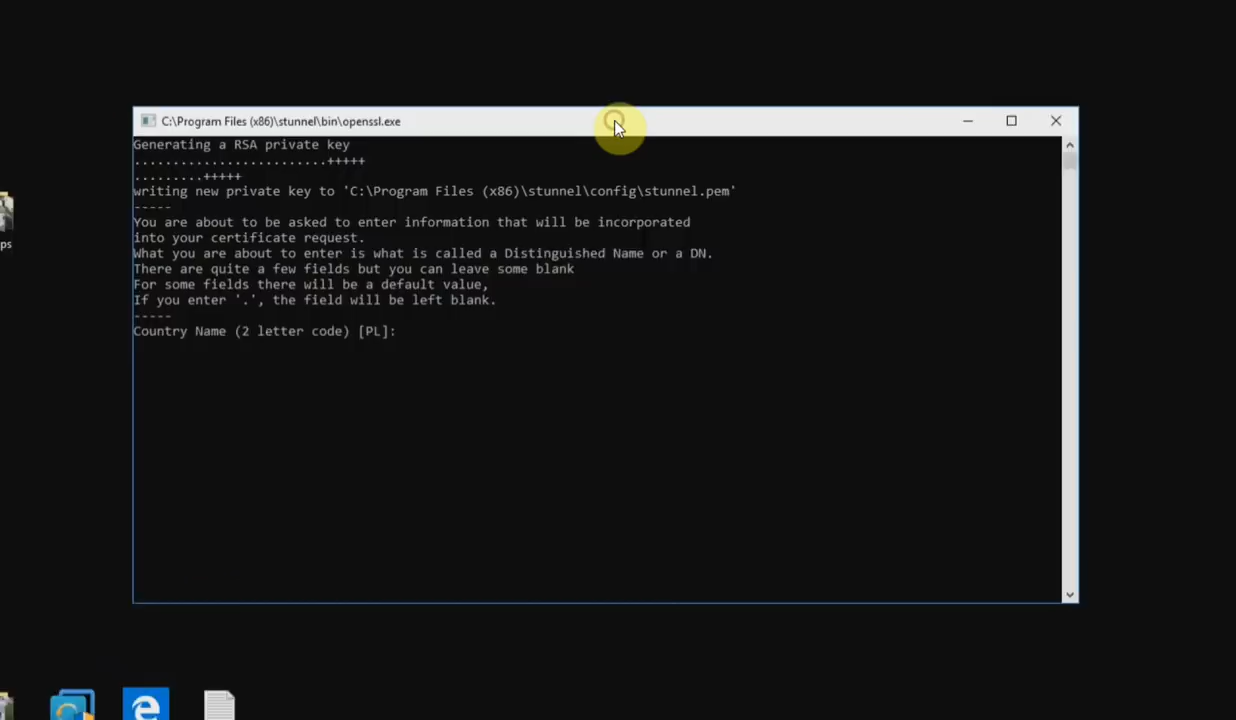 C:\Program Files (x86)\stunnel\bin\openssl.exe
Generating a RSA private key
.........................+++++
.........+++++
writing new private key to 'C:\Program Files (x86)\stunnel\config\stunnel.pem'
-----
You are about to be asked to enter information that will be incorporated
into your certificate request.
What you are about to enter is what is called a Distinguished Name or a DN.
There are quite a few fields but you can leave some blank
For some fields there will be a default value,
If you enter '.', the field will be left blank.
-----
Country Name (2 letter code) [PL]:
ps